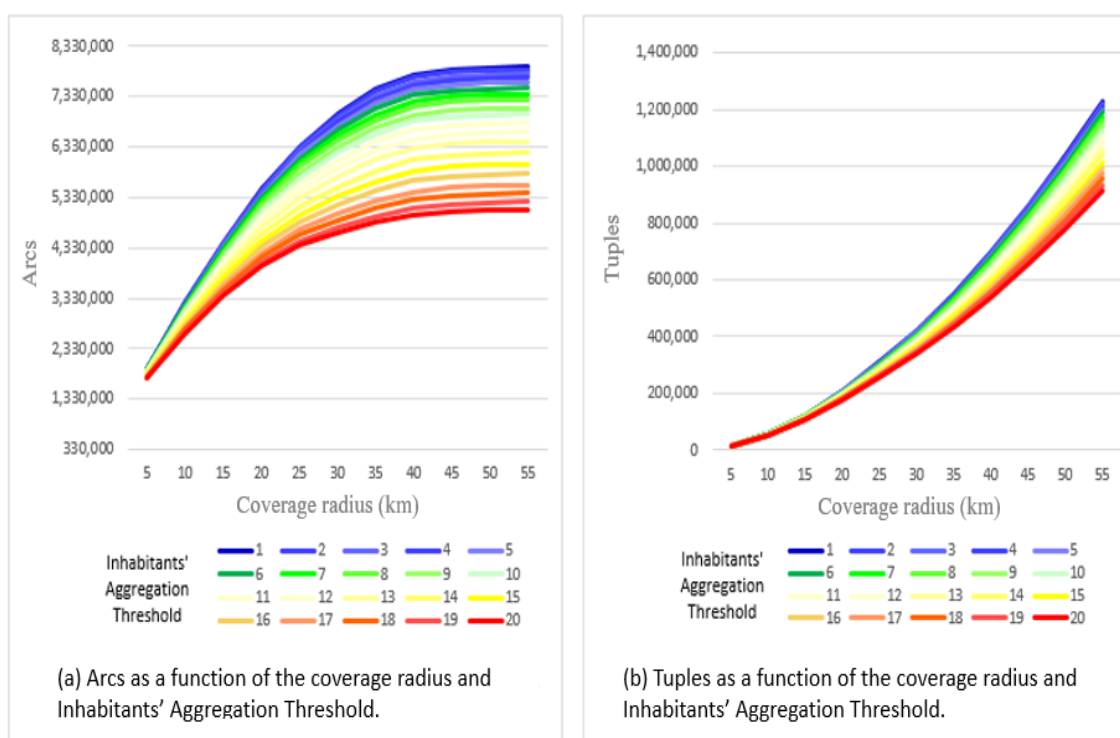 8,330,000
7,330,000
6,330,000
5,330,000
4,330,000
3,330,000
2,330,000
1,330,000
330,000
Arcs
5 10 15 20 25 30 35 40 45 50 55
Coverage radius (km)
Inhabitants'
Aggregation
Threshold
1 2 3 4 5
6 7 8 9 10
11 12 13 14 15
16 17 18 19 20
(a) Arcs as a function of the coverage radius and
Inhabitants’ Aggregation Threshold.
1,400,000
1,200,000
1,000,000
800,000
600,000
400,000
200,000
0
Tuples
5 10 15 20 25 30 35 40 45 50 55
Coverage radius (km)
Inhabitants'
Aggregation
Threshold
1 2 3 4 5
6 7 8 9 10
11 12 13 14 15
16 17 18 19 20
(b) Tuples as a function of the coverage radius and
Inhabitants’ Aggregation Threshold.